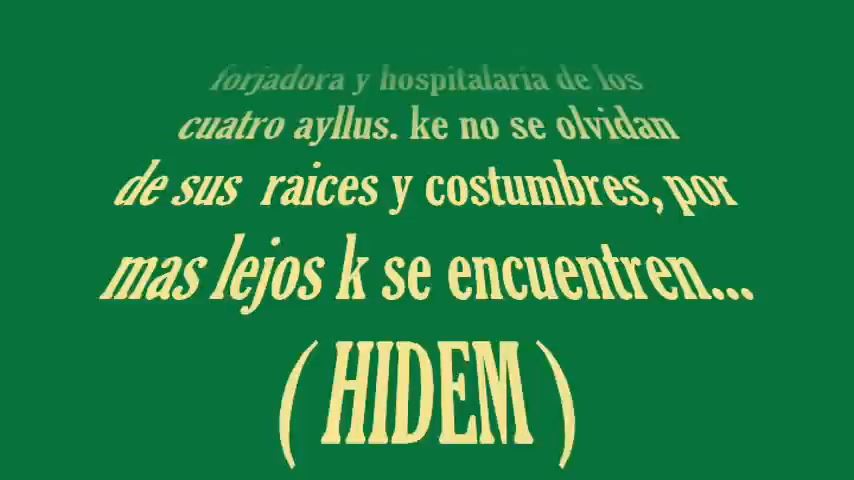 forjadora y hospitalaria de los
cuatro ayllus. ke no se olvidan
de sus raices y costumbres, por
mas lejos k se encuentren...
( HIDEM )